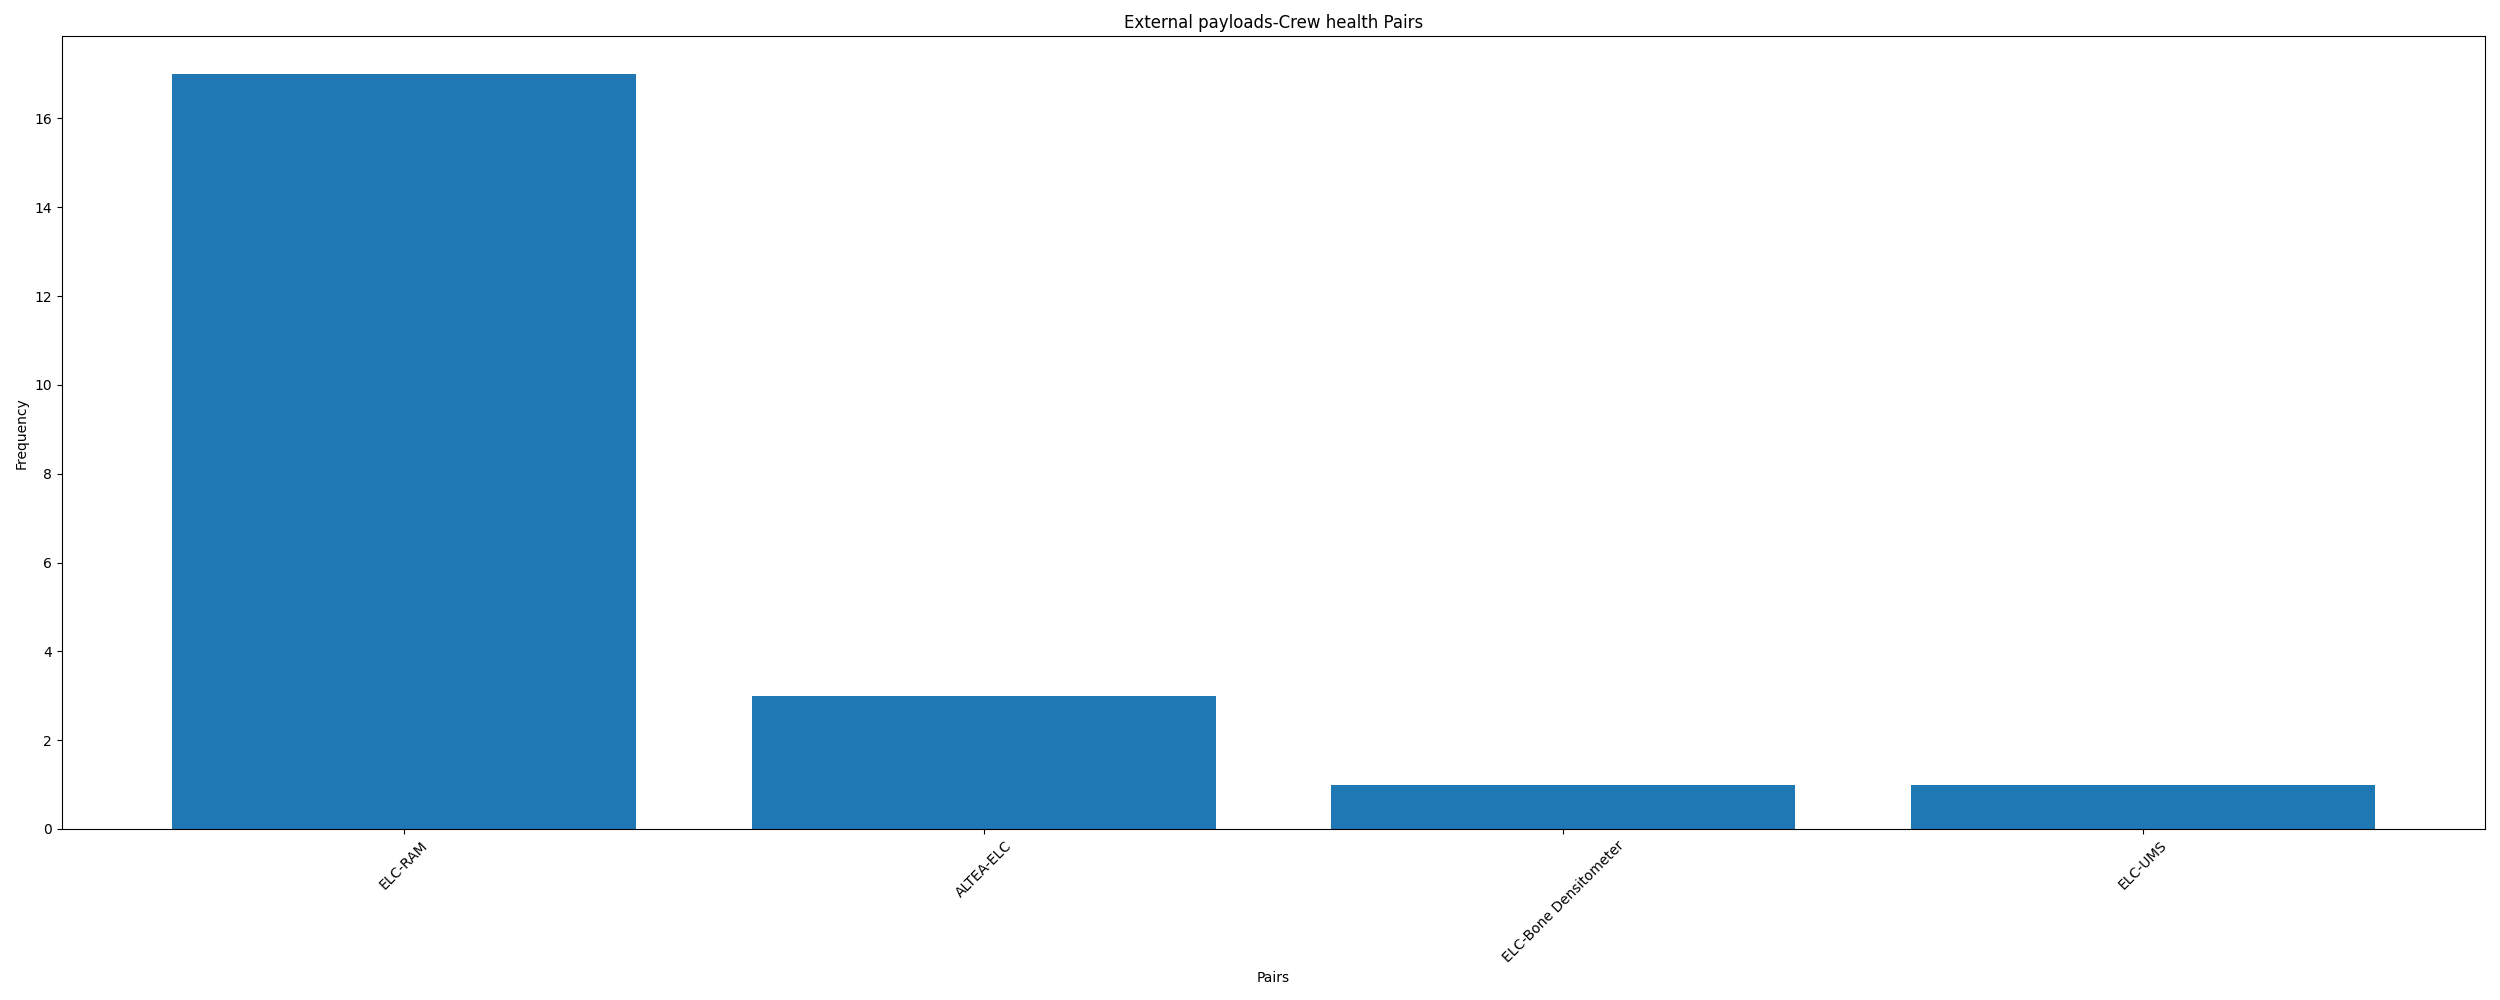 External payloads-Crew health Pairs
Frequency
16
14
12
10
8
6
4
2
0
ELC-RAM
ALTEA-ELC
ELC-Bone Densitometer
ELC-UMS
Pairs